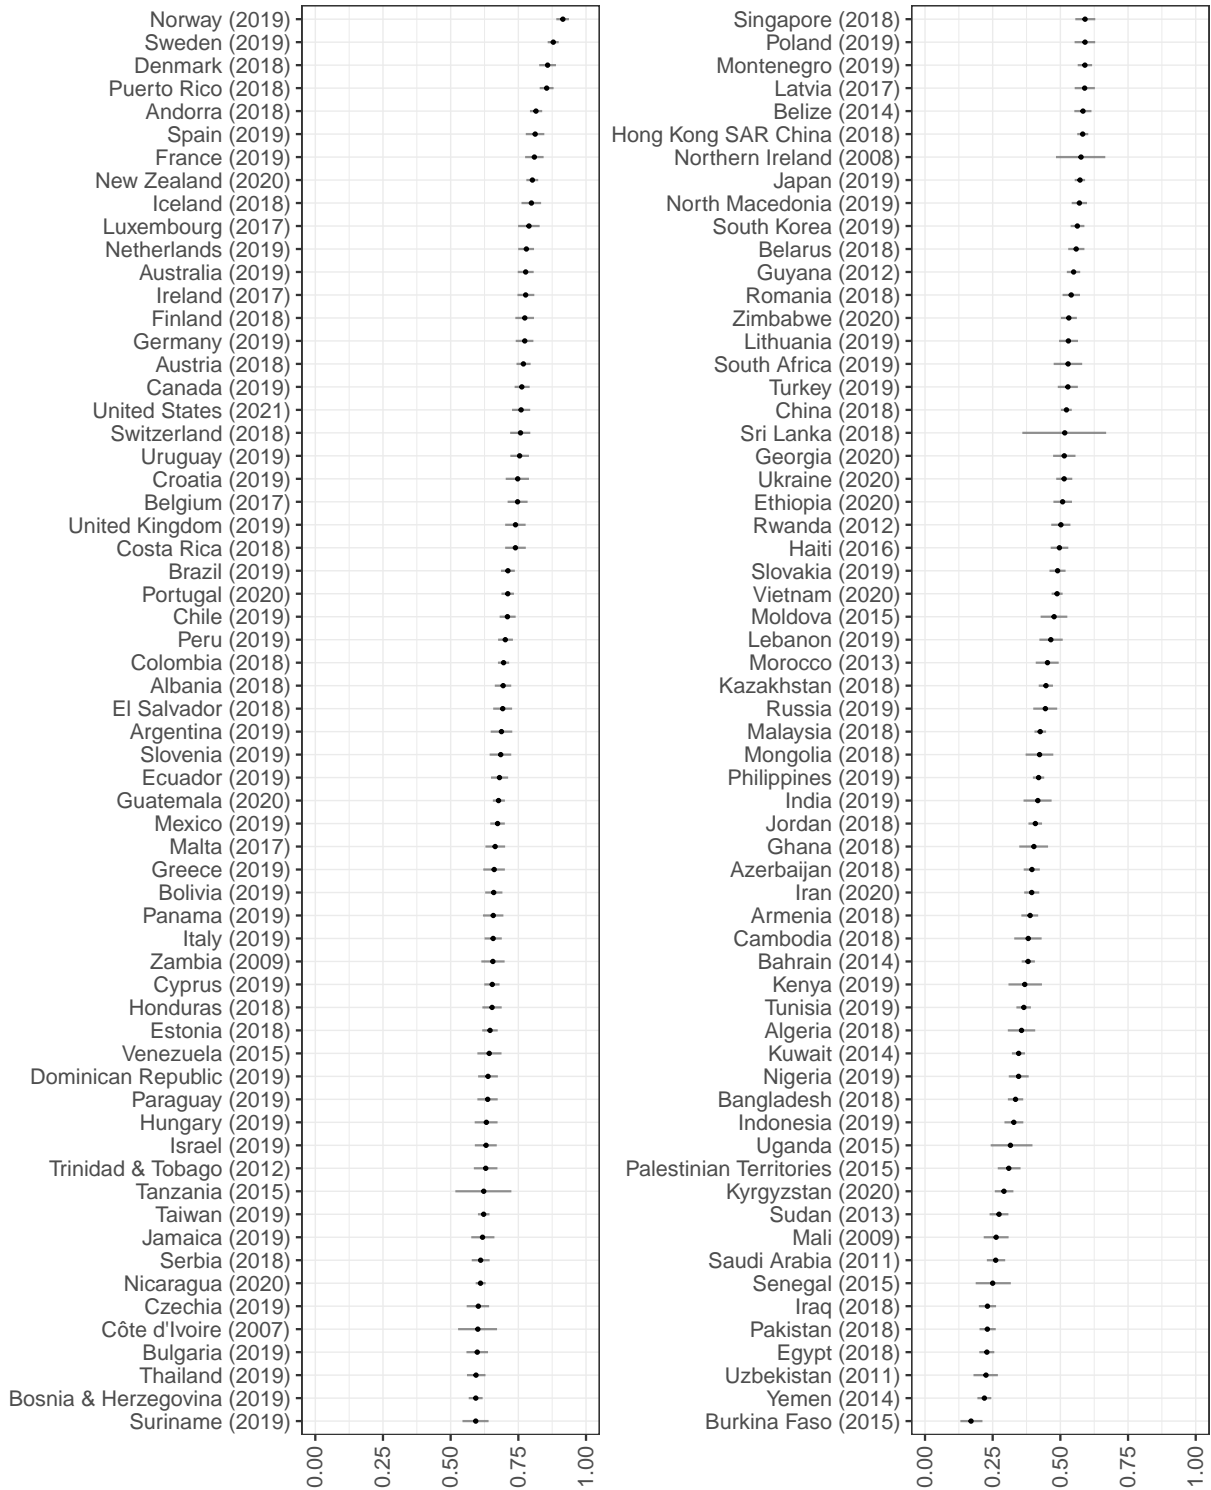 Norway (2019)
Sweden (2019)
Denmark (2018)
Puerto Rico (2018)
Andorra (2018)
Spain (2019)
France (2019)
New Zealand (2020)
Iceland (2018)
Luxembourg (2017)
Netherlands (2019)
Australia (2019)
Ireland (2017)
Finland (2018)
Germany (2019)
Austria (2018)
Canada (2019)
United States (2021)
Switzerland (2018)
Uruguay (2019)
Croatia (2019)
Belgium (2017)
United Kingdom (2019)
Costa Rica (2018)
Brazil (2019)
Portugal (2020)
Chile (2019)
Peru (2019)
Colombia (2018)
Albania (2018)
El Salvador (2018)
Argentina (2019)
Slovenia (2019)
Ecuador (2019)
Guatemala (2020)
Mexico (2019)
Malta (2017)
Greece (2019)
Bolivia (2019)
Panama (2019)
Italy (2019)
Zambia (2009)
Cyprus (2019)
Honduras (2018)
Estonia (2018)
Venezuela (2015)
Dominican Republic (2019)
Paraguay (2019)
Hungary (2019)
Israel (2019)
Trinidad & Tobago (2012)
Tanzania (2015)
Taiwan (2019)
Jamaica (2019)
Serbia (2018)
Nicaragua (2020)
Czechia (2019)
Côte d'Ivoire (2007)
Bulgaria (2019)
Thailand (2019)
Bosnia & Herzegovina (2019)
Suriname (2019)
0.00
0.25
0.50
0.75
1.00
Singapore (2018)
Poland (2019)
Montenegro (2019)
Latvia (2017)
Belize (2014)
Hong Kong SAR China (2018)
Northern Ireland (2008)
Japan (2019)
North Macedonia (2019)
South Korea (2019)
Belarus (2018)
Guyana (2012)
Romania (2018)
Zimbabwe (2020)
Lithuania (2019)
South Africa (2019)
Turkey (2019)
China (2018)
Sri Lanka (2018)
Georgia (2020)
Ukraine (2020)
Ethiopia (2020)
Rwanda (2012)
Haiti (2016)
Slovakia (2019)
Vietnam (2020)
Moldova (2015)
Lebanon (2019)
Morocco (2013)
Kazakhstan (2018)
Russia (2019)
Malaysia (2018)
Mongolia (2018)
Philippines (2019)
India (2019)
Jordan (2018)
Ghana (2018)
Azerbaijan (2018)
Iran (2020)
Armenia (2018)
Cambodia (2018)
Bahrain (2014)
Kenya (2019)
Tunisia (2019)
Algeria (2018)
Kuwait (2014)
Nigeria (2019)
Bangladesh (2018)
Indonesia (2019)
Uganda (2015)
Palestinian Territories (2015)
Kyrgyzstan (2020)
Sudan (2013)
Mali (2009)
Saudi Arabia (2011)
Senegal (2015)
Iraq (2018)
Pakistan (2018)
Egypt (2018)
Uzbekistan (2011)
Yemen (2014)
Burkina Faso (2015)
0.00
0.25
0.50
0.75
1.00